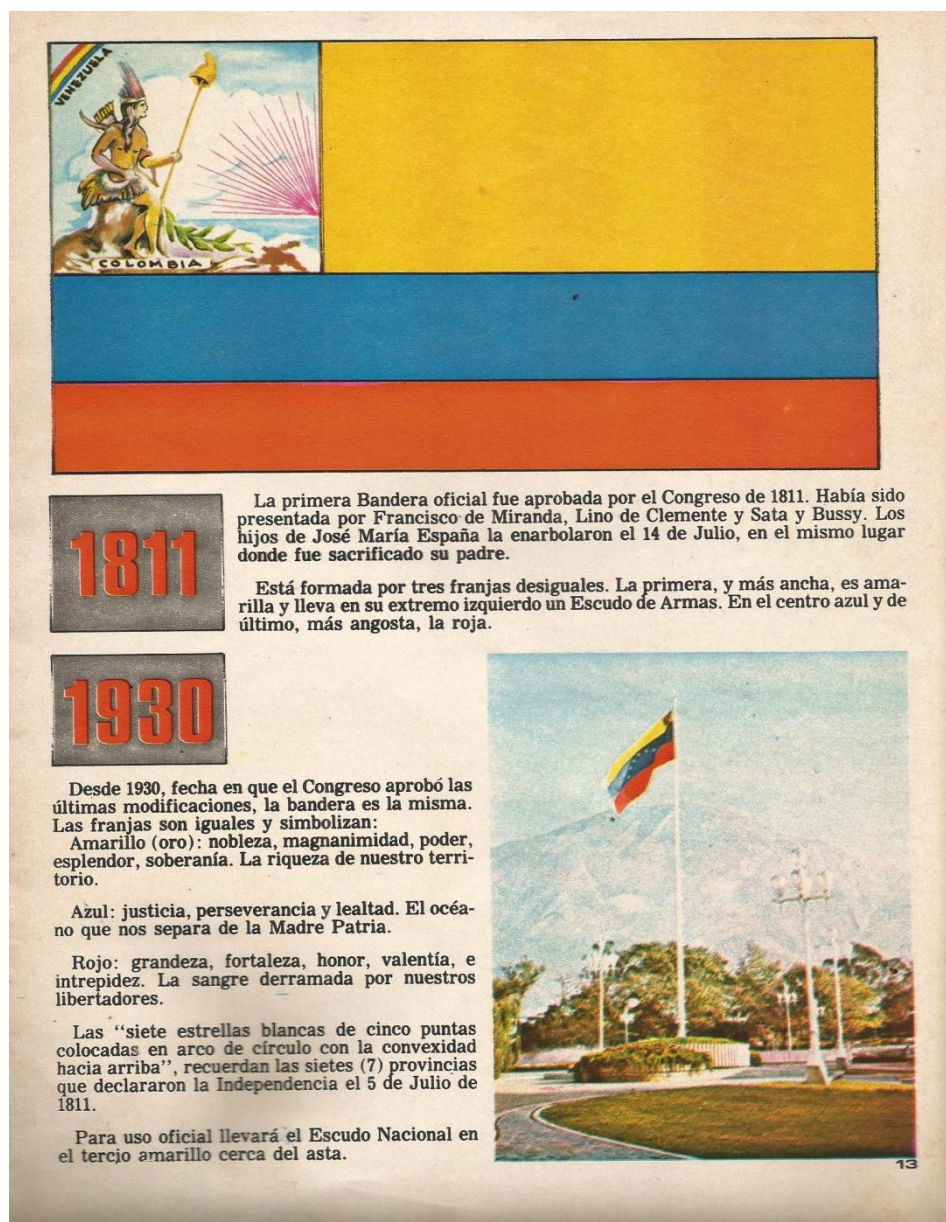 VENEZUELA
COLOMBIA
1811
La primera Bandera oficial fue aprobada por el Congreso de 1811. Había sido
presentada por Francisco de Miranda, Lino de Clemente y Sata y Bussy. Los
hijos de José María España la enarbolaron el 14 de Julio, en el mismo lugar
donde fue sacrificado su padre.
Está formada por tres franjas desiguales. La primera, y más ancha, es ama-
rilla y lleva en su extremo izquierdo un Escudo de Armas. En el centro azul y de
último, más angosta, la roja.
1930
Desde 1930, fecha en que el Congreso aprobó las
últimas modificaciones, la bandera es la misma.
Las franjas son iguales y simbolizan:
Amarillo (oro): nobleza, magnanimidad, poder,
esplendor, soberanía. La riqueza de nuestro terri-
torio.
Azul: justicia, perseverancia y lealtad. El océa-
no que nos separa de la Madre Patria.
Rojo: grandeza, fortaleza, honor, valentía, e
intrepidez. La sangre derramada por nuestros
libertadores.
Las “siete estrellas blancas de cinco puntas
colocadas en arco de círculo con la convexidad
hacia arriba”, recuerdan las sietes (7) provincias
que declararon la Independencia el 5 de Julio de
1811.
Para uso oficial llevará el Escudo Nacional en
el tercio amarillo cerca del asta.
13